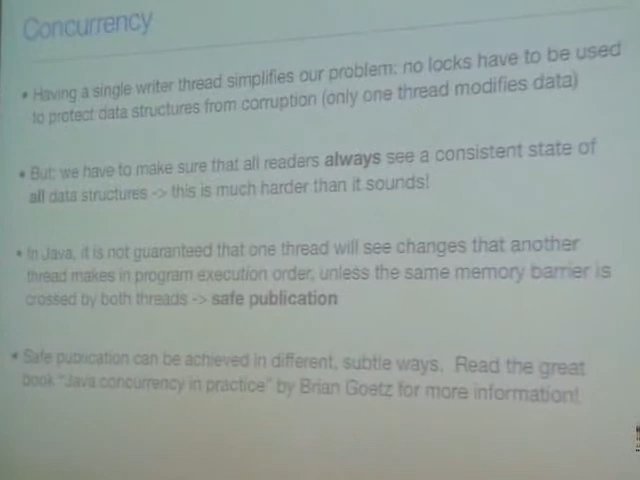 Concurrency
• Having a single writer thread simplifies our problem: no locks have to be used
to protect data structures from corruption (only one thread modifies data)
• But: we have to make sure that all readers always see a consistent state of
all data structures -> this is much harder than it sounds!
• In Java, it is not guaranteed that one thread will see changes that another
thread makes in program execution order, unless the same memory barrier is
crossed by both threads -> safe publication
• Safe publication can be achieved in different, subtle ways. Read the great
book "Java concurrency in practice" by Brian Goetz for more information!